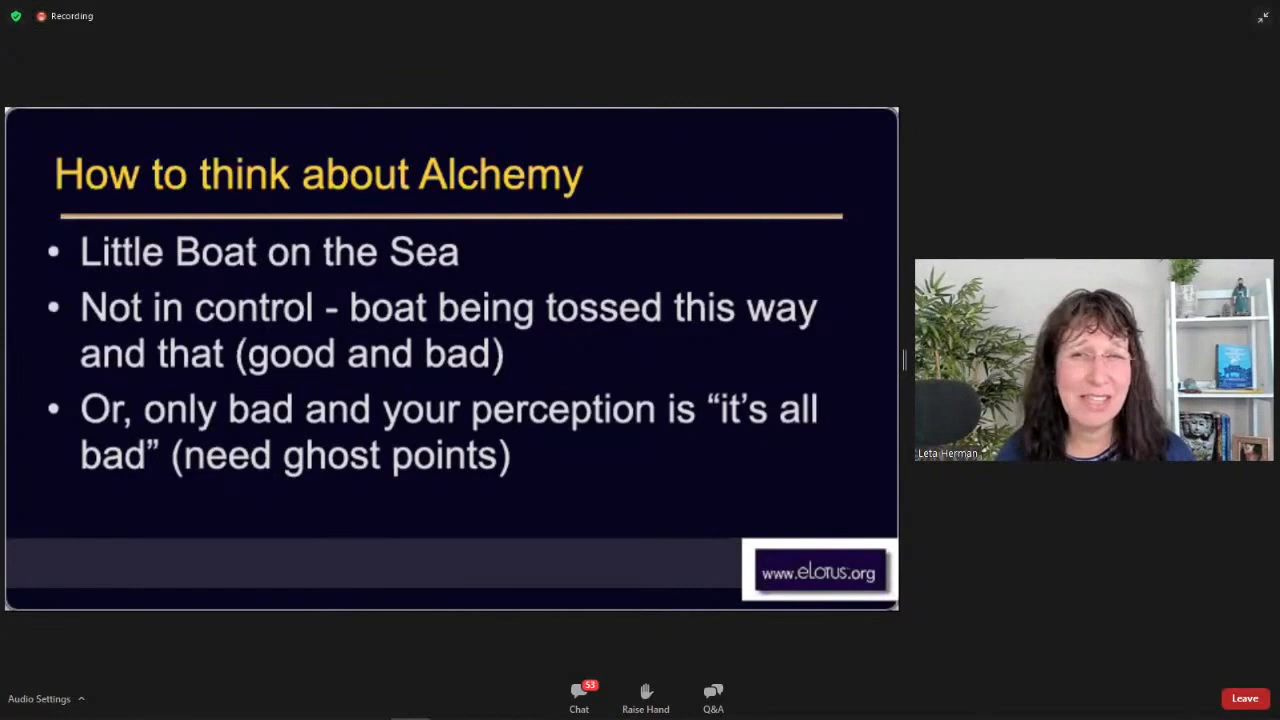 Recording
How to think about Alchemy
• Little Boat on the Sea
• Not in control - boat being tossed this way
and that (good and bad)
• Or, only bad and your perception is “it’s all
bad” (need ghost points)
www.eLotus.org
Leta Herman
Audio Settings
53
Chat
Raise Hand
Q&A
Leave